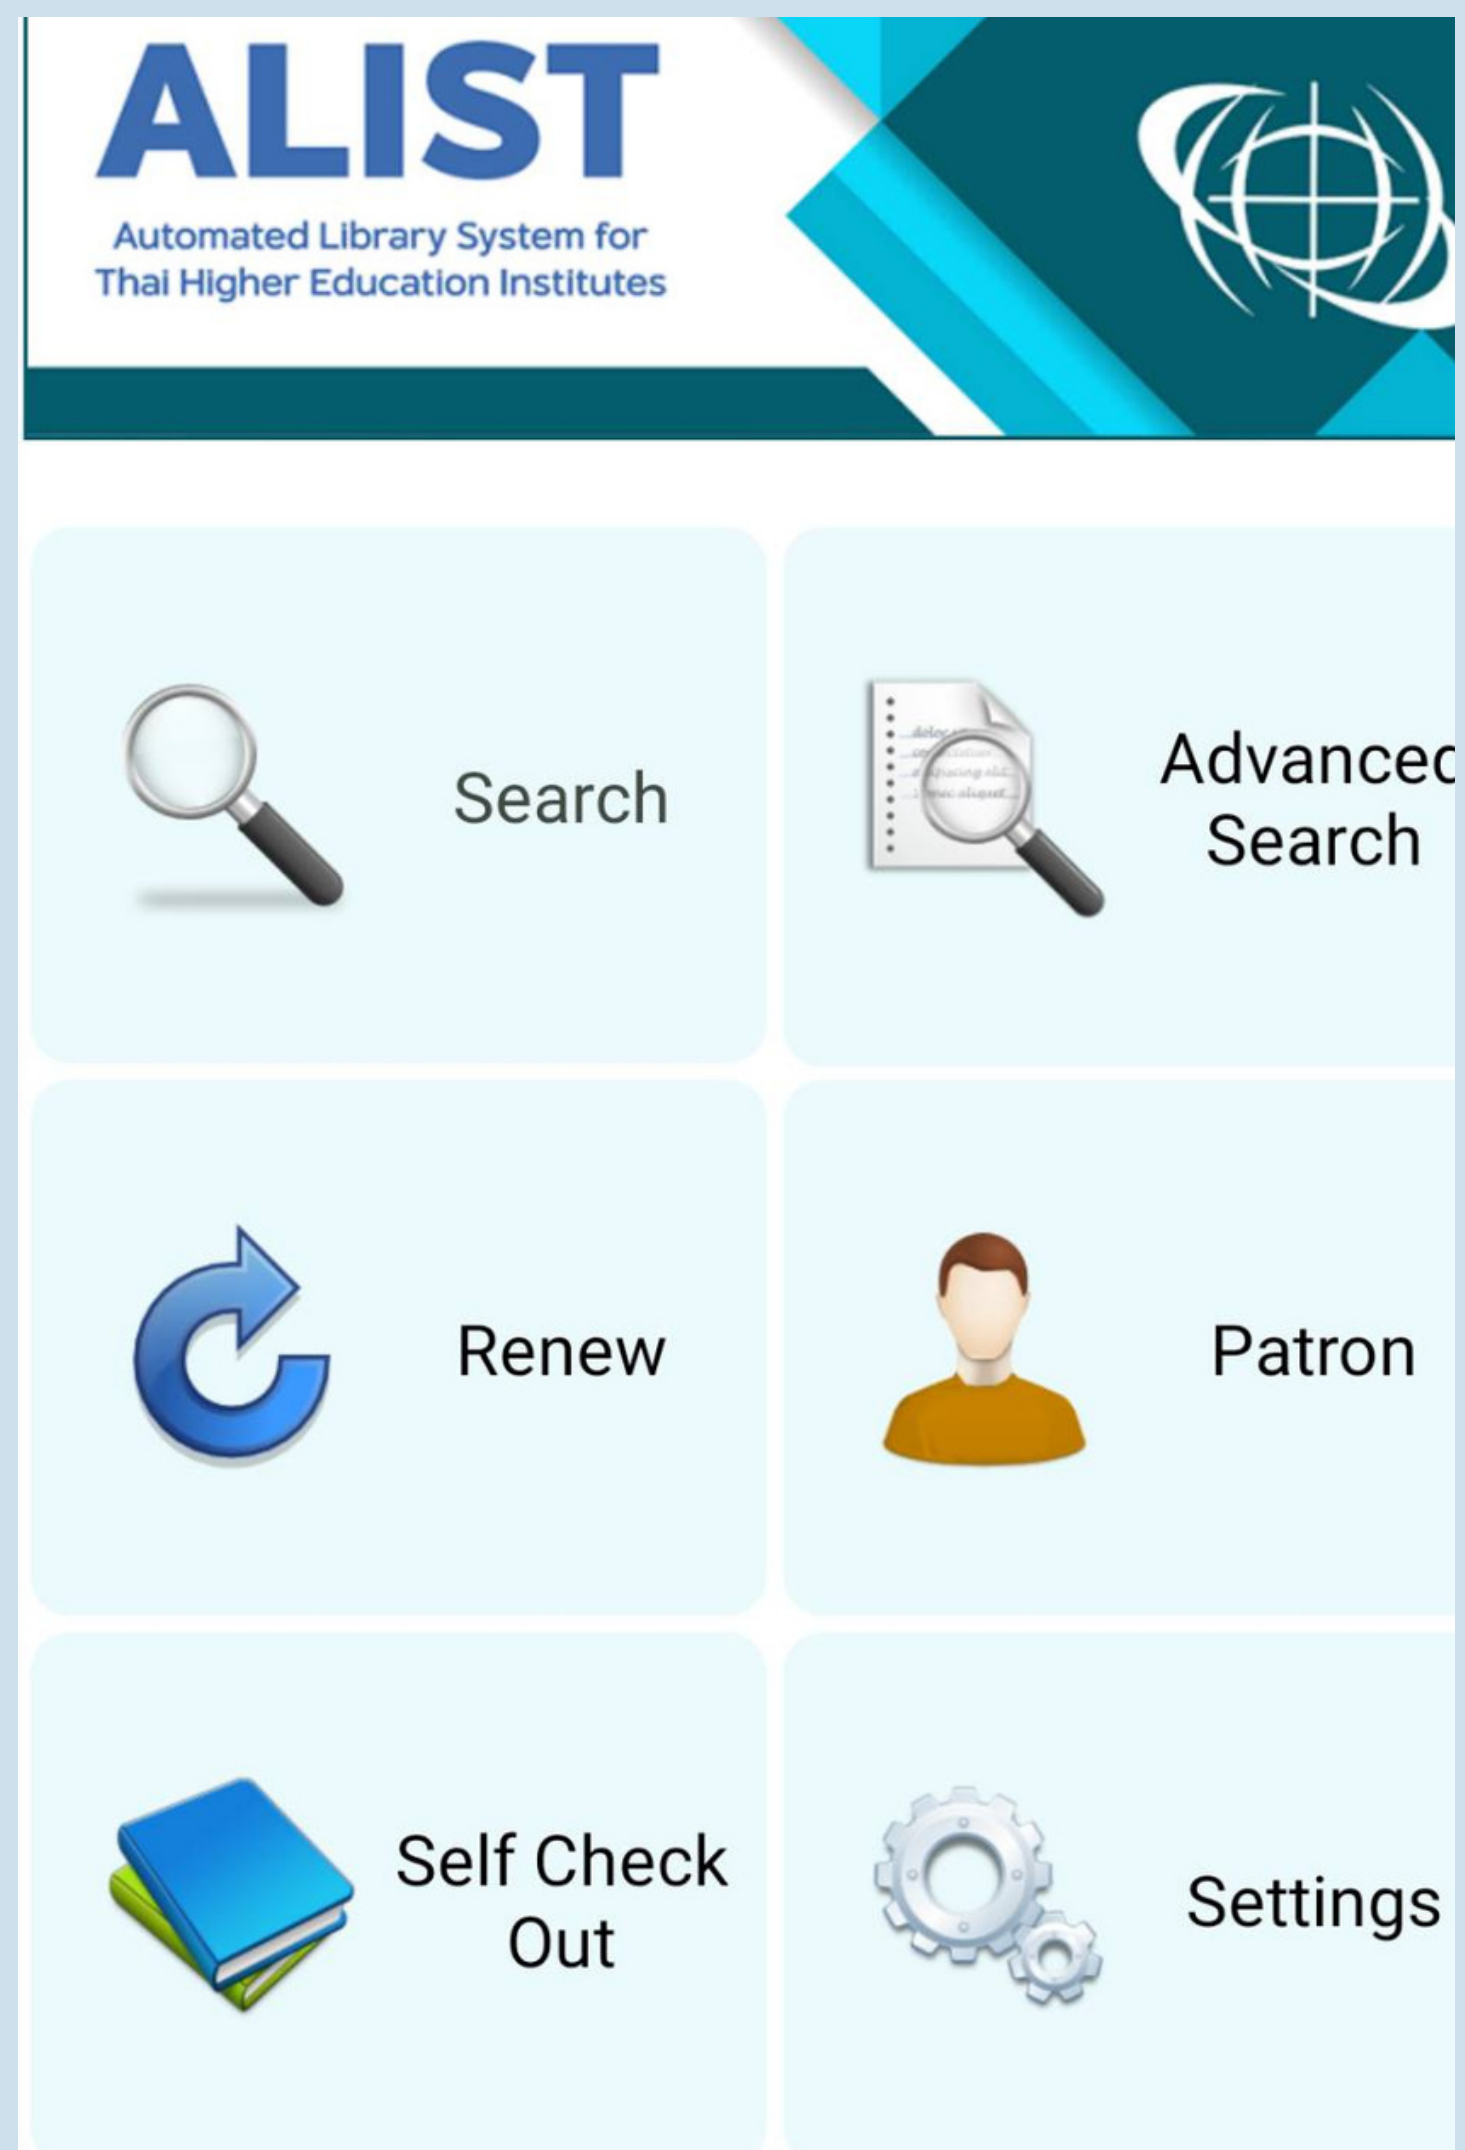 ALIST
Automated Library System for
Thai Higher Education Institutes
Search
Advanced
Search
Renew
Patron
Self Check
Out
Settings